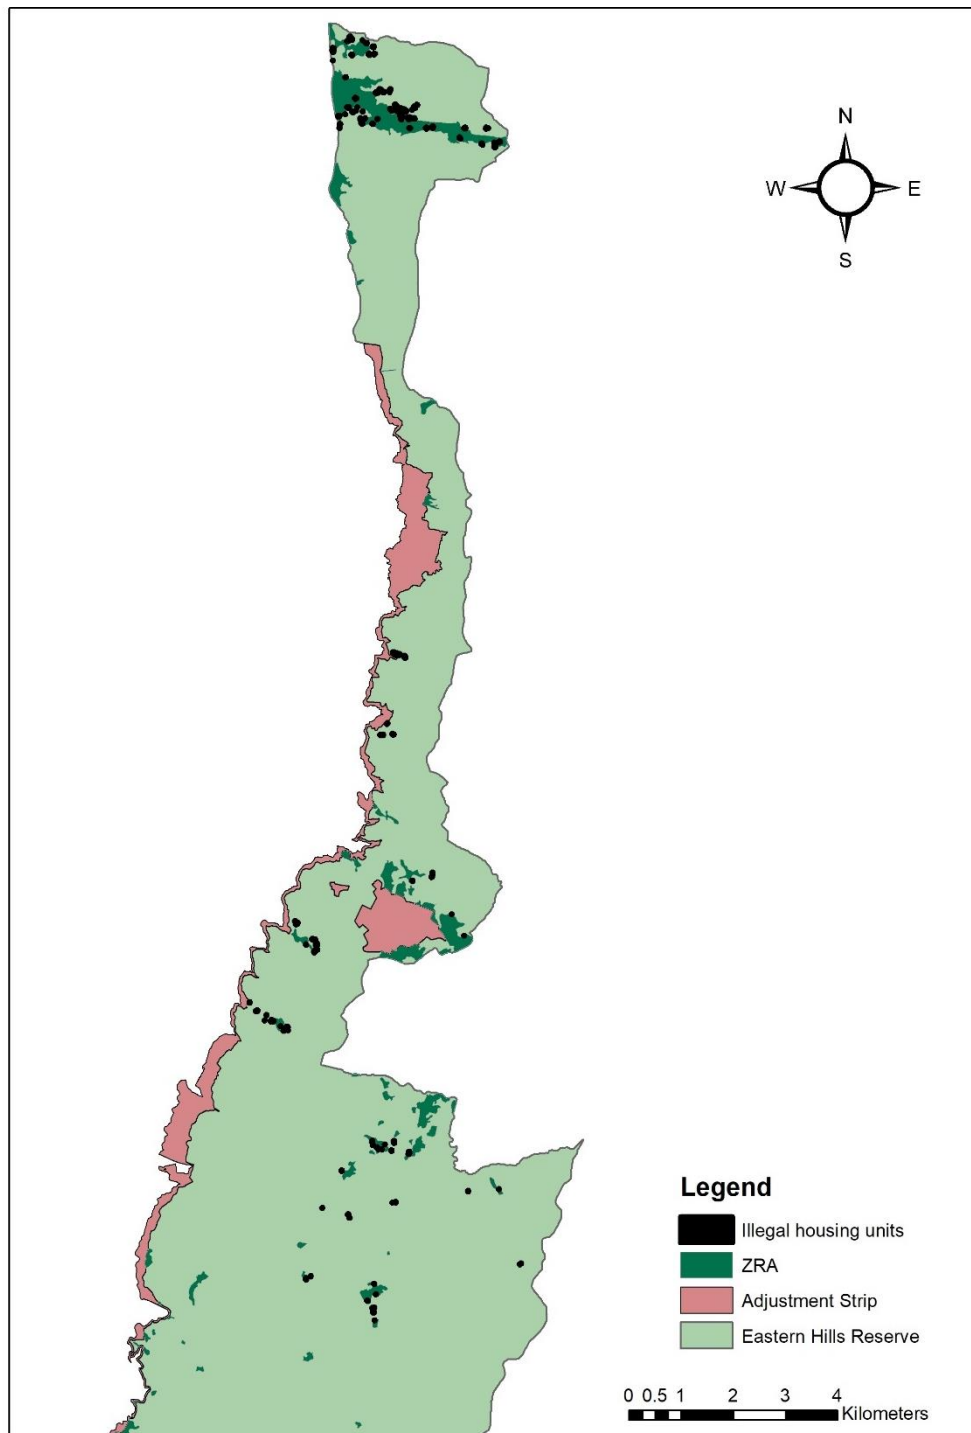 N
W E
S
Legend
Illegal housing units
ZRA
Adjustment Strip
Eastern Hills Reserve
0 0.5 1 2 3 4
Kilometers